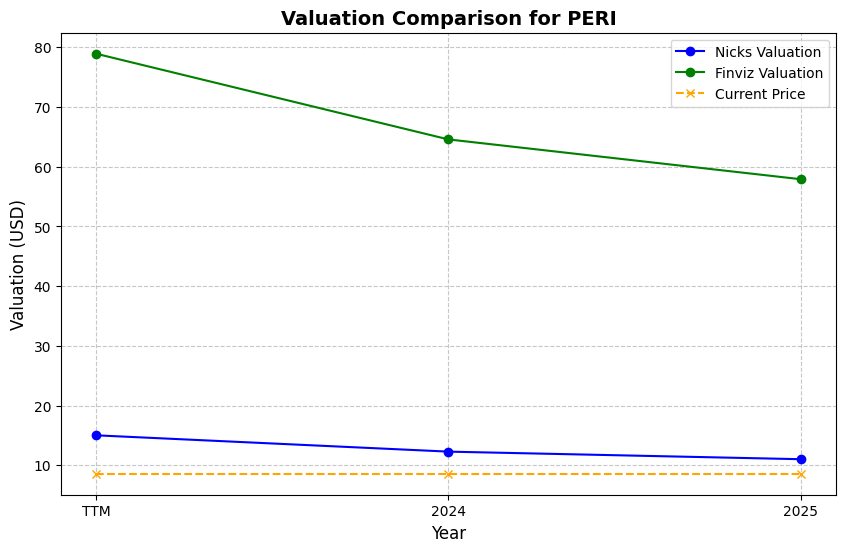 Valuation Comparison for PERI
Nicks Valuation
Finviz Valuation
Current Price
Valuation (USD)
80
70
60
50
40
30
20
10
TTM
2024
2025
Year